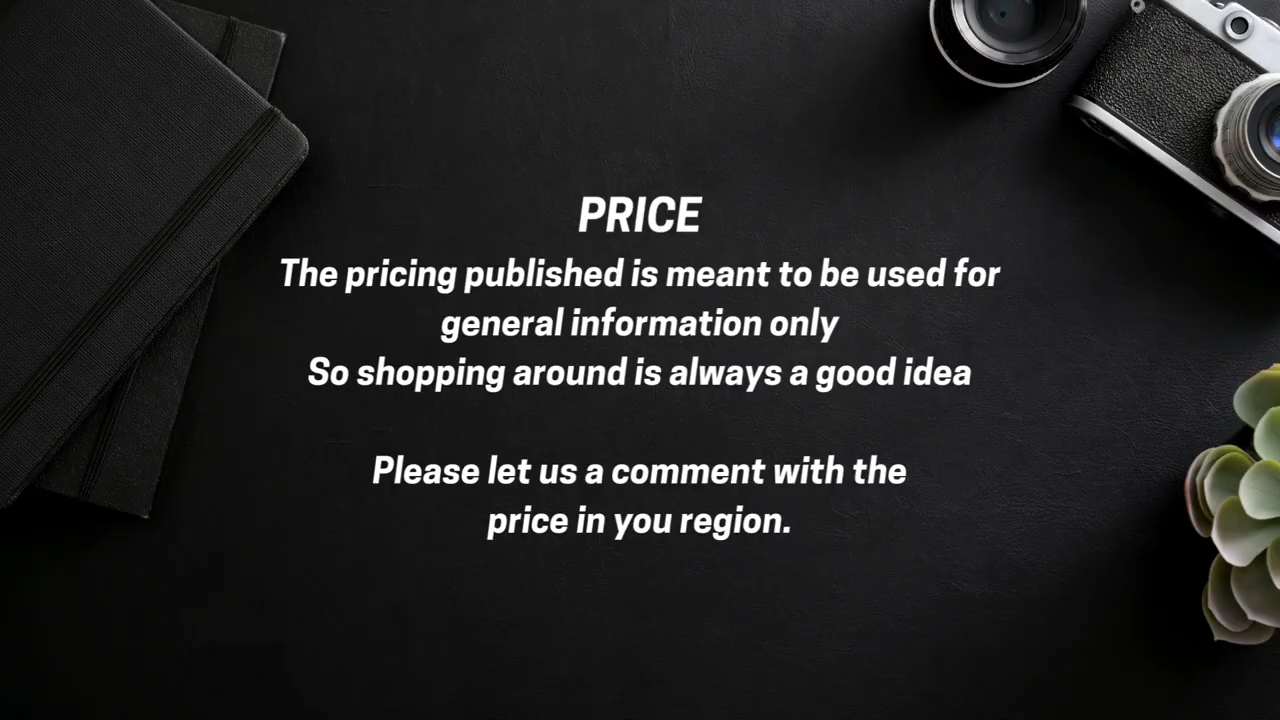 PRICE
The pricing published is meant to be used for
general information only
So shopping around is always a good idea
Please let us a comment with the
price in you region.